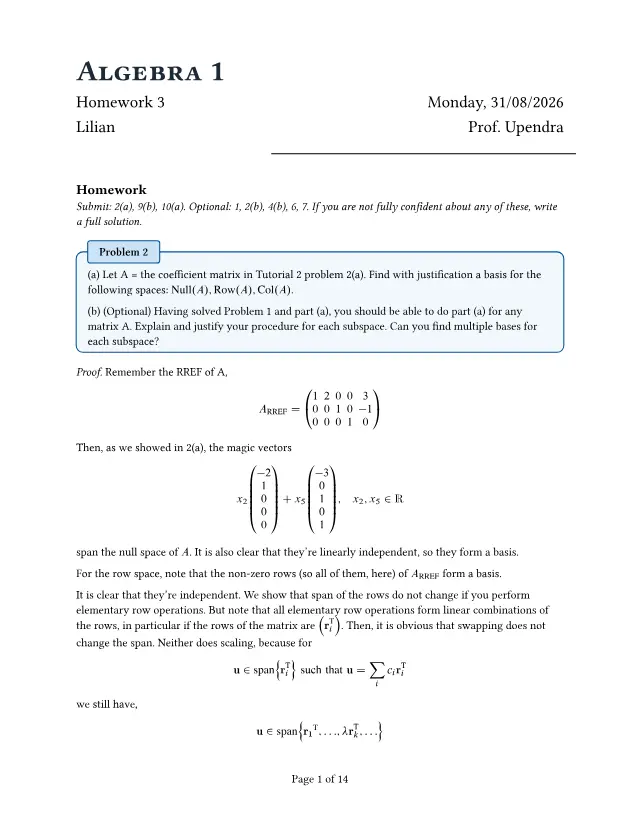 ALGEBRA 1
Homework 3
Monday, 31/08/2026
Lilian
Prof. Upendra
Homework
Submit: 2(a), 9(b), 10(a). Optional: 1, 2(b), 4(b), 6, 7. If you are not fully confident about any of these, write
a full solution.
Problem 2
(a) Let A = the coefficient matrix in Tutorial 2 problem 2(a). Find with justification a basis for the
following spaces: Null(A), Row(A), Col(A).
(b) (Optional) Having solved Problem 1 and part (a), you should be able to do part (a) for any
matrix A. Explain and justify your procedure for each subspace. Can you find multiple bases for
each subspace?
Proof. Remember the RREF of A,
A_RREF = (1 2 0 0 3
0 0 1 0 −1
0 0 0 1 0)
Then, as we showed in 2(a), the magic vectors
x₂ (−2 1 0 0 0) + x₅ (−3 0 1 0 1), x₂, x₅ ∈ ℝ
span the null space of A. It is also clear that they're linearly independent, so they form a basis.
For the row space, note that the non-zero rows (so all of them, here) of A_RREF form a basis.
It is clear that they're independent. We show that span of the rows do not change if you perform
elementary row operations. But note that all elementary row operations form linear combinations of
the rows, in particular if the rows of the matrix are (r_i^T). Then, it is obvious that swapping does not
change the span. Neither does scaling, because for
u ∈ span{r_i^T} such that u = ∑_i c_i r_i^T
we still have,
u ∈ span{r₁^T, …, λr_k^T, …}
Page 1 of 14